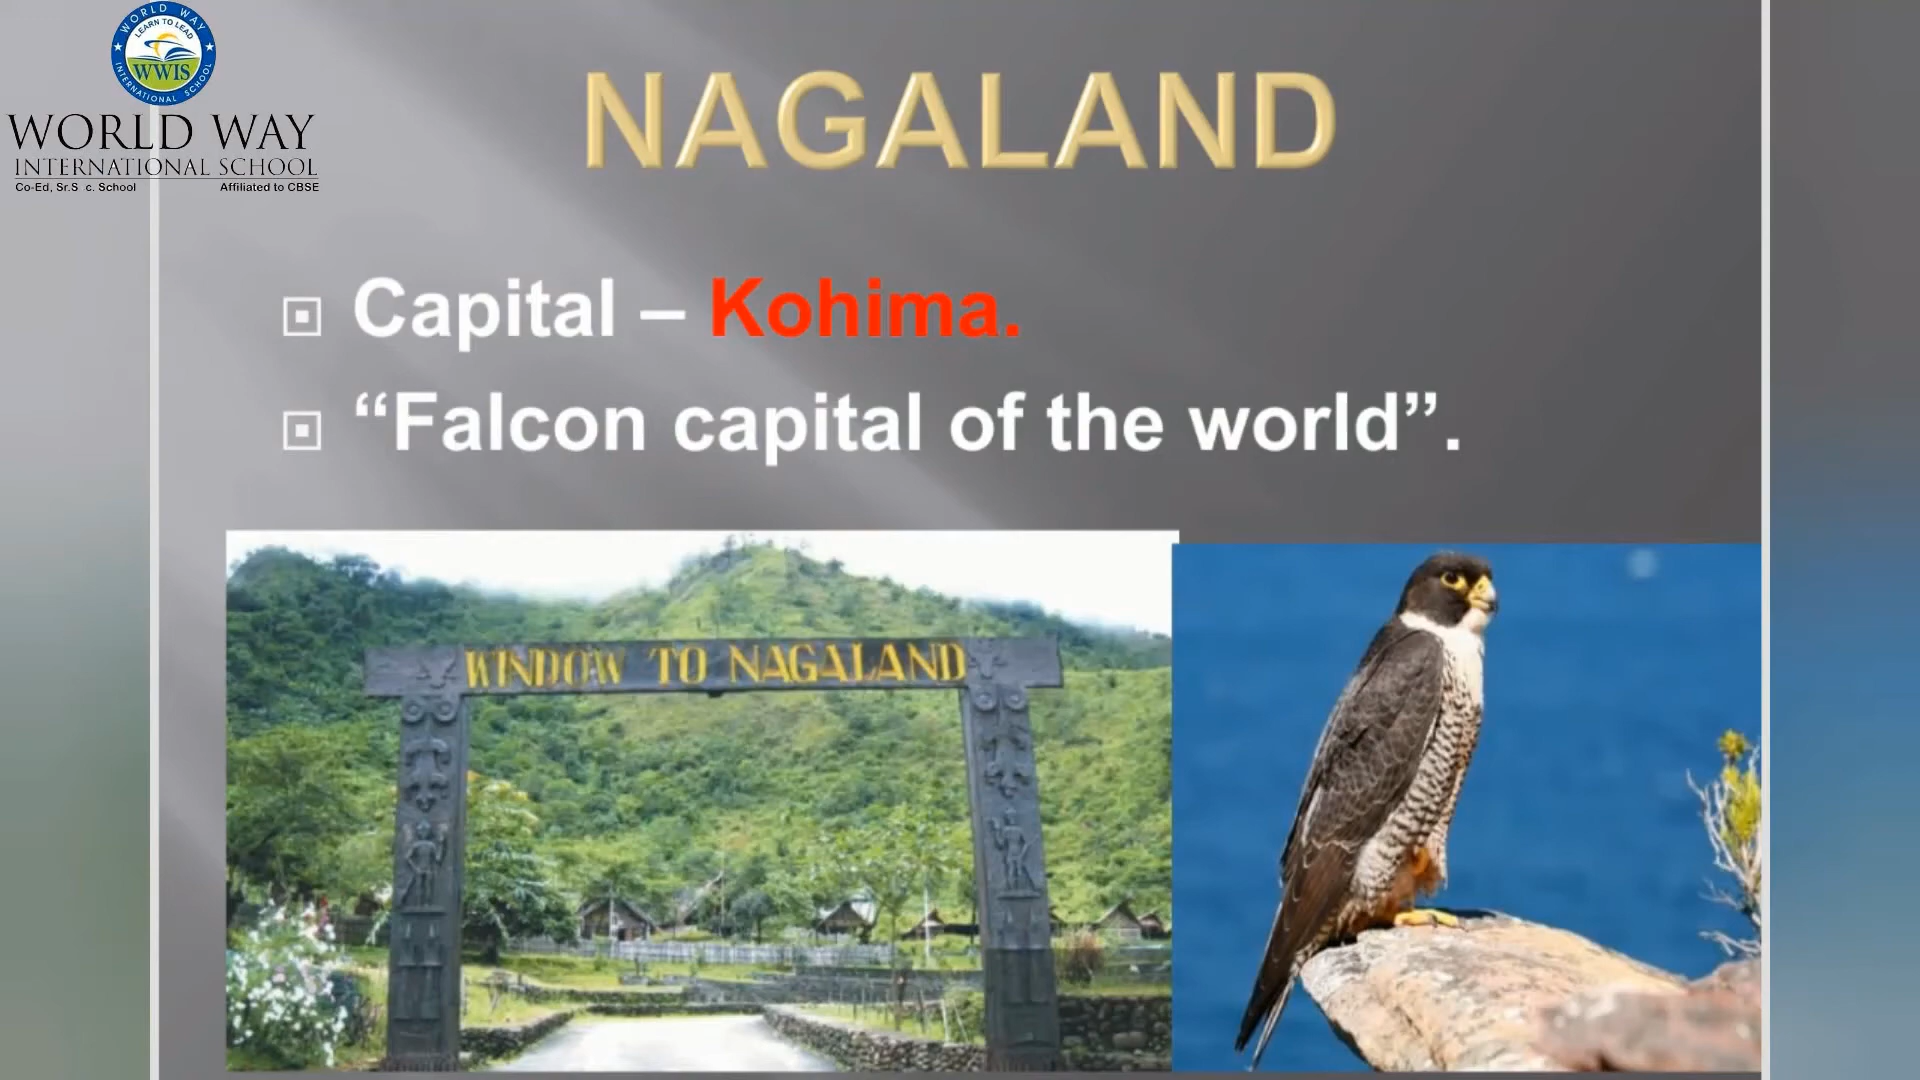 WORLD WAY
LEARN TO LEAD
WWIS
INTERNATIONAL SCHOOL
WORLD WAY
INTERNATIONAL SCHOOL
Co-Ed, Sr.S c. School Affiliated to CBSE
NAGALAND
Capital – Kohima.
“Falcon capital of the world”.
WINDOW TO NAGALAND